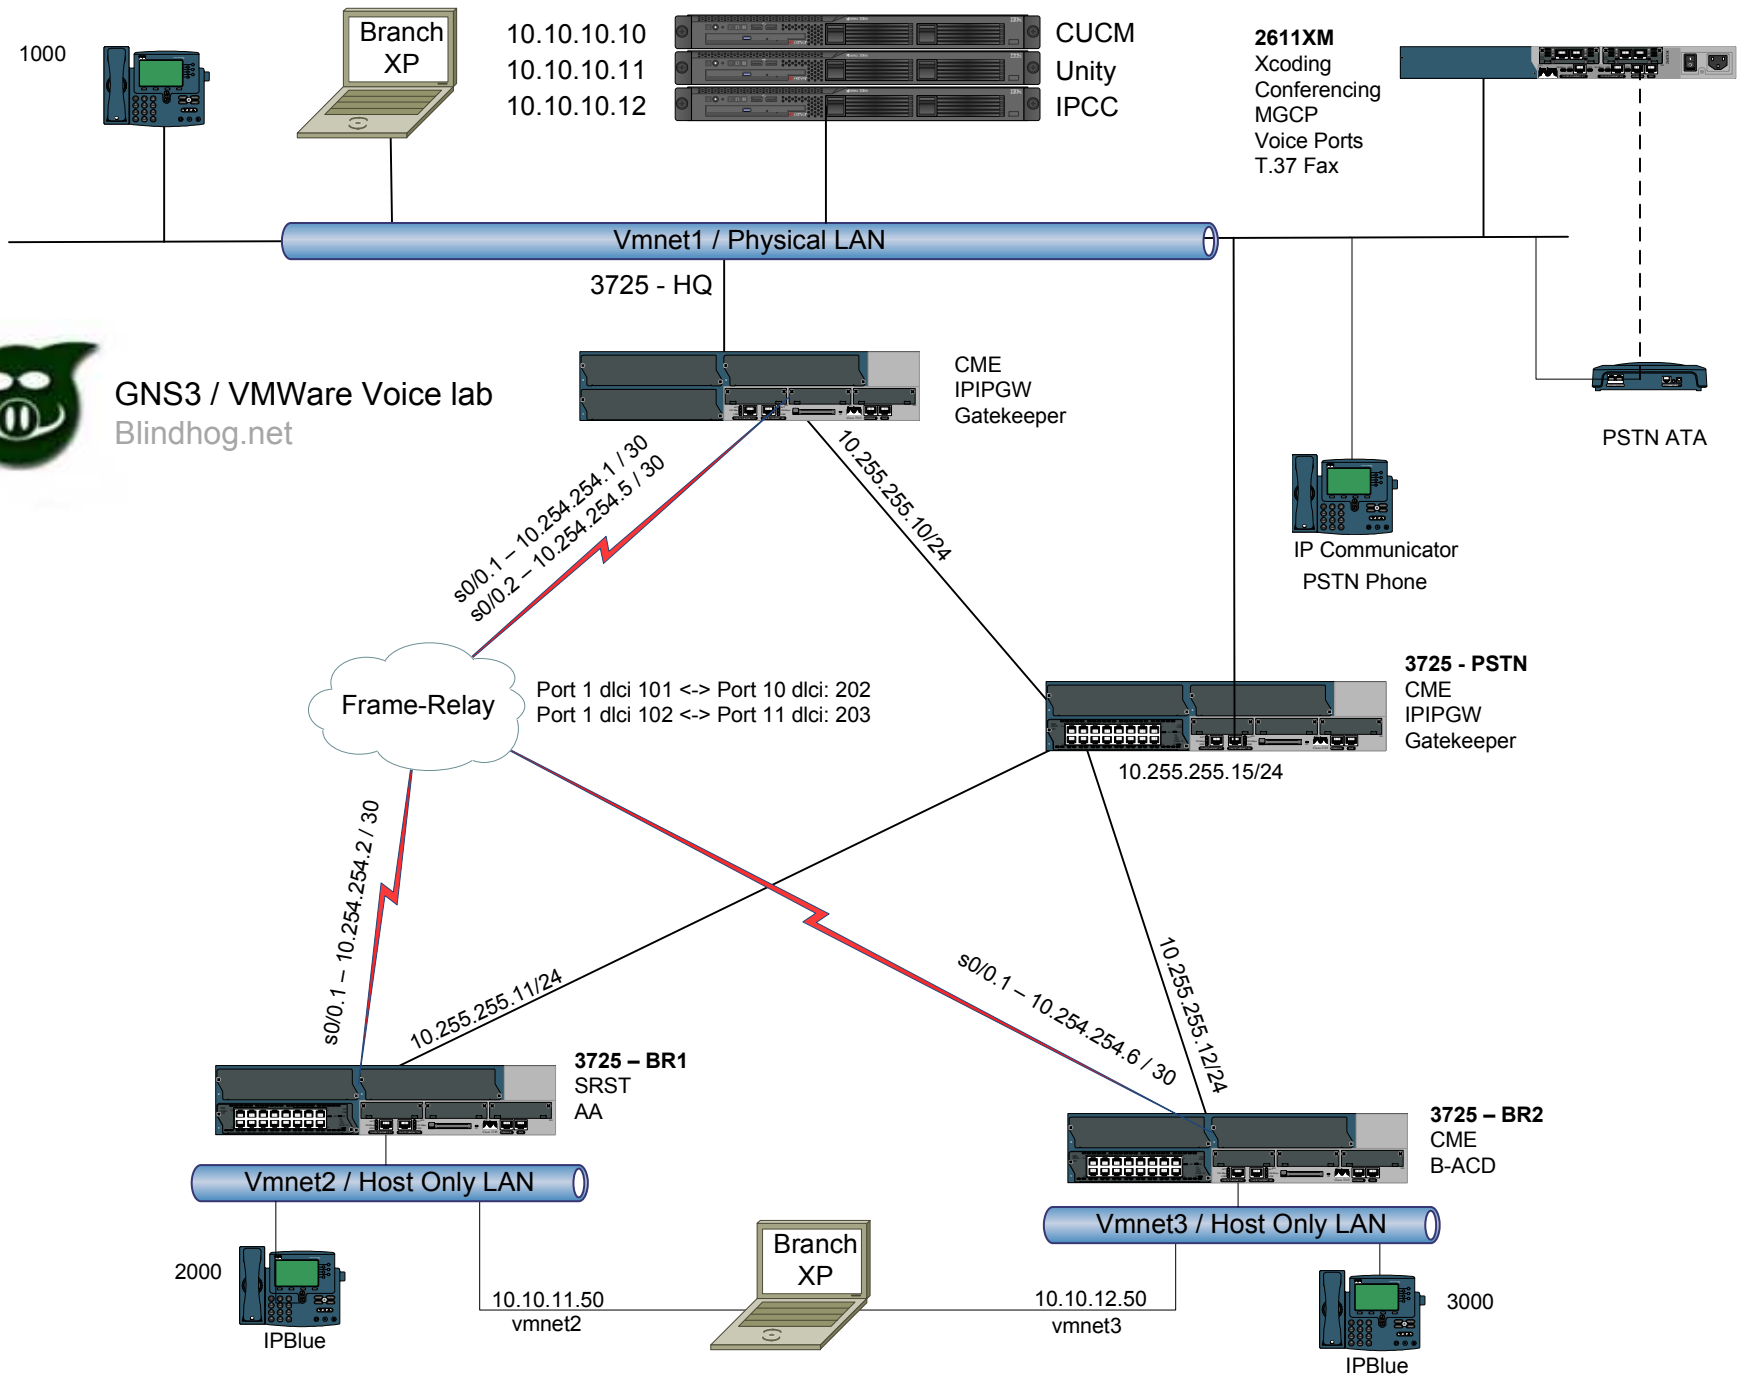 1000
Branch
XP
10.10.10.10
10.10.10.11
10.10.10.12
CUCM
Unity
IPCC
2611XM
Xcoding
Conferencing
MGCP
Voice Ports
T.37 Fax
Vmnet1 / Physical LAN
3725 - HQ
CME
IPIPGW
Gatekeeper
GNS3 / VMWare Voice lab
Blindhog.net
PSTN ATA
IP Communicator
PSTN Phone
s0/0.1 – 10.254.254.1 / 30
s0/0.2 – 10.254.254.5 / 30
10.255.255.10/24
Frame-Relay
Port 1 dlci 101 <-> Port 10 dlci: 202
Port 1 dlci 102 <-> Port 11 dlci: 203
3725 - PSTN
CME
IPIPGW
Gatekeeper
10.255.255.15/24
s0/0.1 – 10.254.254.2 / 30
10.255.255.11/24
s0/0.1 – 10.254.254.6 / 30
10.255.255.12/24
3725 – BR1
SRST
AA
3725 – BR2
CME
B-ACD
Vmnet2 / Host Only LAN
Vmnet3 / Host Only LAN
2000
IPBlue
10.10.11.50
vmnet2
Branch
XP
10.10.12.50
vmnet3
3000
IPBlue